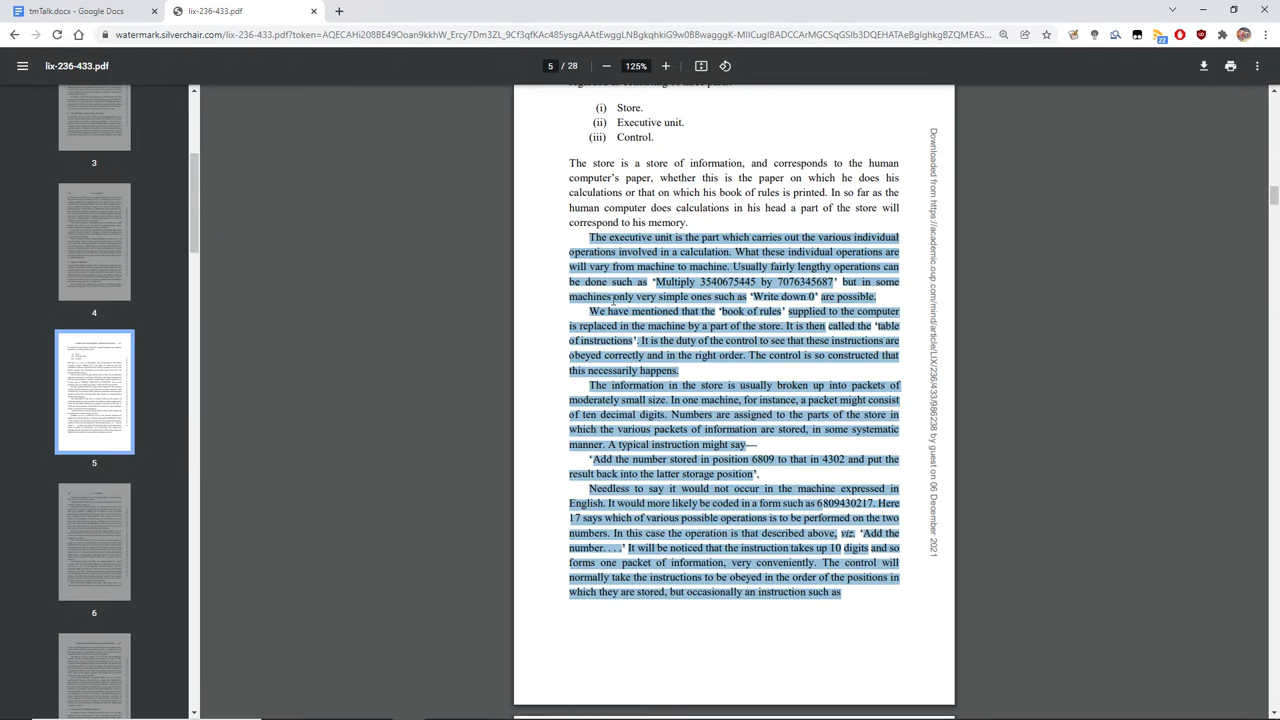 tmTalk.docx - Google Docs
lix-236-433.pdf
watermark.silverchair.com/lix-236-433.pdf?token=AQECAHi208BE49Ooan9kkhW_Ercy7Dm3ZL_9Cf3qfKAc485ysgAAAtEwggLNBgkqhkiG9w0BBwagggK-MIICugIBADCCArMGCSqGSIb3DQEHATAeBglghkgBZQMEAS...
22
lix-236-433.pdf
5 / 28
125%
3
4
5
6
(i) Store.
(ii) Executive unit.
(iii) Control.
The store is a store of information, and corresponds to the human
computer's paper, whether this is the paper on which he does his
calculations or that on which his book of rules is printed. In so far as the
human computer does calculations in his head a part of the store will
correspond to his memory.
The executive unit is the part which carries out the various individual
operations involved in a calculation. What these individual operations are
will vary from machine to machine. Usually fairly lengthy operations can
be done such as 'Multiply 3540675445 by 7076345687' but in some
machines only very simple ones such as 'Write down 0' are possible.
We have mentioned that the 'book of rules' supplied to the computer
is replaced in the machine by a part of the store. It is then called the 'table
of instructions'. It is the duty of the control to see that these instructions are
obeyed correctly and in the right order. The control is so constructed that
this necessarily happens.
The information in the store is usually broken up into packets of
moderately small size. In one machine, for instance, a packet might consist
of ten decimal digits. Numbers are assigned to the parts of the store in
which the various packets of information are stored, in some systematic
manner. A typical instruction might say—
'Add the number stored in position 6809 to that in 4302 and put the
result back into the latter storage position'.
Needless to say it would not occur in the machine expressed in
English. It would more likely be coded in a form such as 6809430217. Here
17 says which of various possible operations is to be performed on the two
numbers. In this case the operation is that described above, viz. 'Add the
number. . . .' It will be noticed that the instruction takes up 10 digits and so
forms one packet of information, very conveniently. The control will
normally take the instructions to be obeyed in the order of the positions in
which they are stored, but occasionally an instruction such as
Downloaded from https://academic.oup.com/mind/article/LIX/236/433/986238 by guest on 06 December 2021